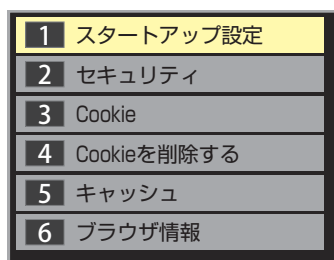 1 スタートアップ設定
2 セキュリティ
3 Cookie
4 Cookieを削除する
5 キャッシュ
6 ブラウザ情報